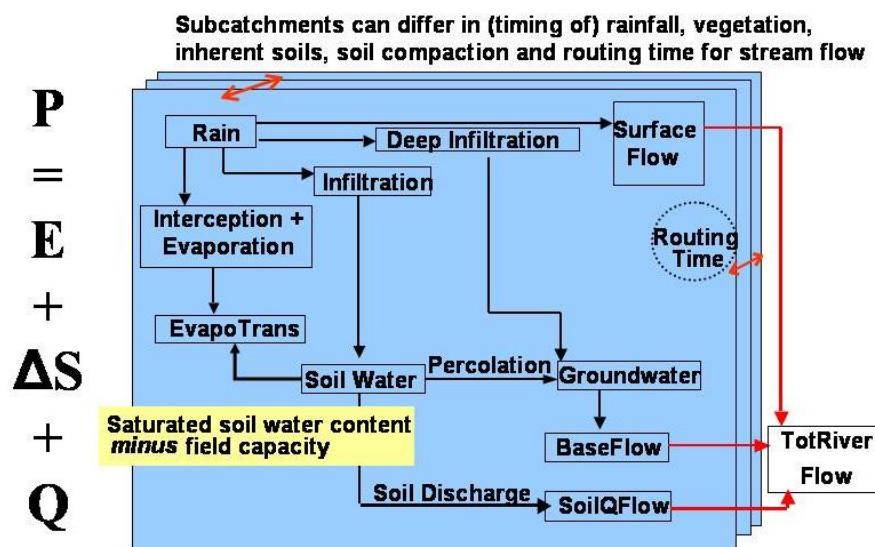 Subcatchments can differ in (timing of) rainfall, vegetation,
inherent soils, soil compaction and routing time for stream flow
P
=
E
+
ΔS
+
Q
Rain
Deep Infiltration
Surface
Flow
Infiltration
Interception +
Evaporation
Routing
Time
EvapoTrans
Soil Water
Percolation
Groundwater
Saturated soil water content
minus field capacity
BaseFlow
TotRiver
Flow
Soil Discharge
SoilQFlow